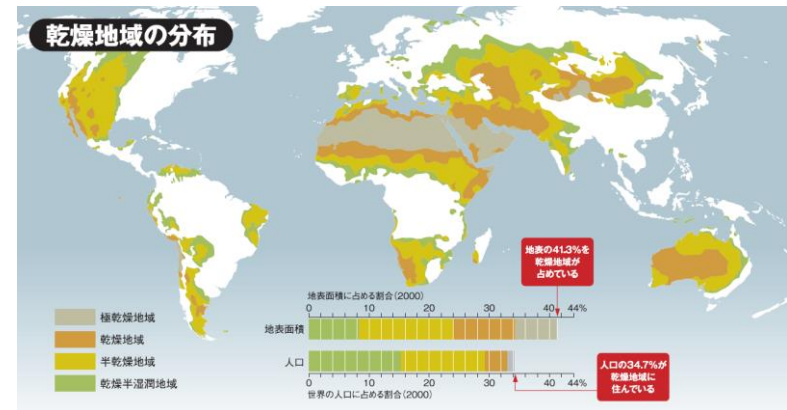 乾燥地域の分布
地表の41.3%を
乾燥地域が
占めている
地表面積に占める割合(2000)
0 10 20 30 40 44%
極乾燥地域
地表面積
乾燥地域
半乾燥地域
人口
乾燥半湿潤地域
0 10 20 30 40 44%
世界の人口に占める割合(2000)
人口の34.7%が
乾燥地域に
住んでいる